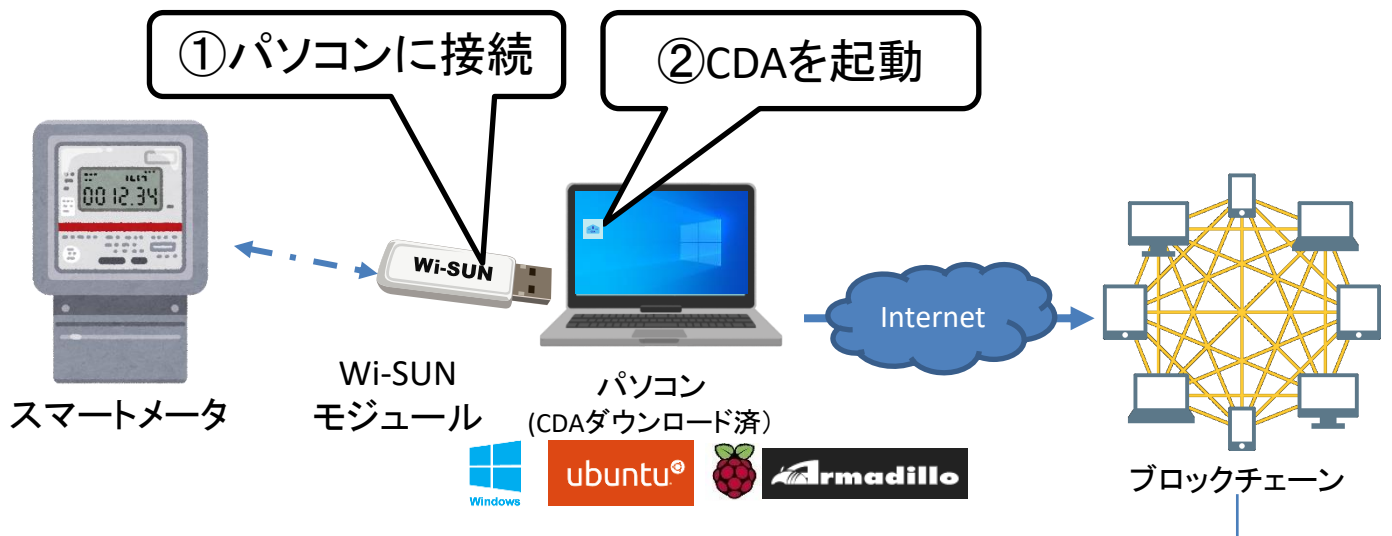 ①パソコンに接続
②CDAを起動
0012.34
Wi-SUN
Internet
スマートメータ
Wi-SUN
モジュール
パソコン
(CDAダウンロード済)
Windows
ubuntu
Armadillo
ブロックチェーン